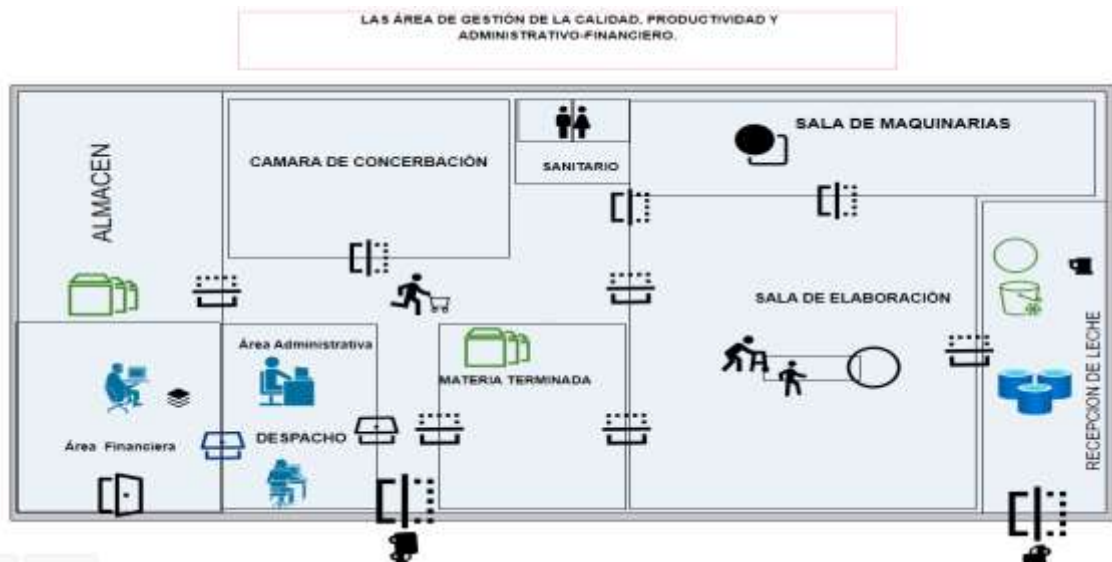 LAS ÁREA DE GESTIÓN DE LA CALIDAD, PRODUCTIVIDAD Y
ADMINISTRATIVO-FINANCIERO.
ALMACEN
CAMARA DE CONCERBACIÓN
SANITARIO
SALA DE MAQUINARIAS
SALA DE ELABORACIÓN
RECEPCION DE LECHE
Área Administrativa
MATERIA TERMINADA
Área Financiera
DESPACHO